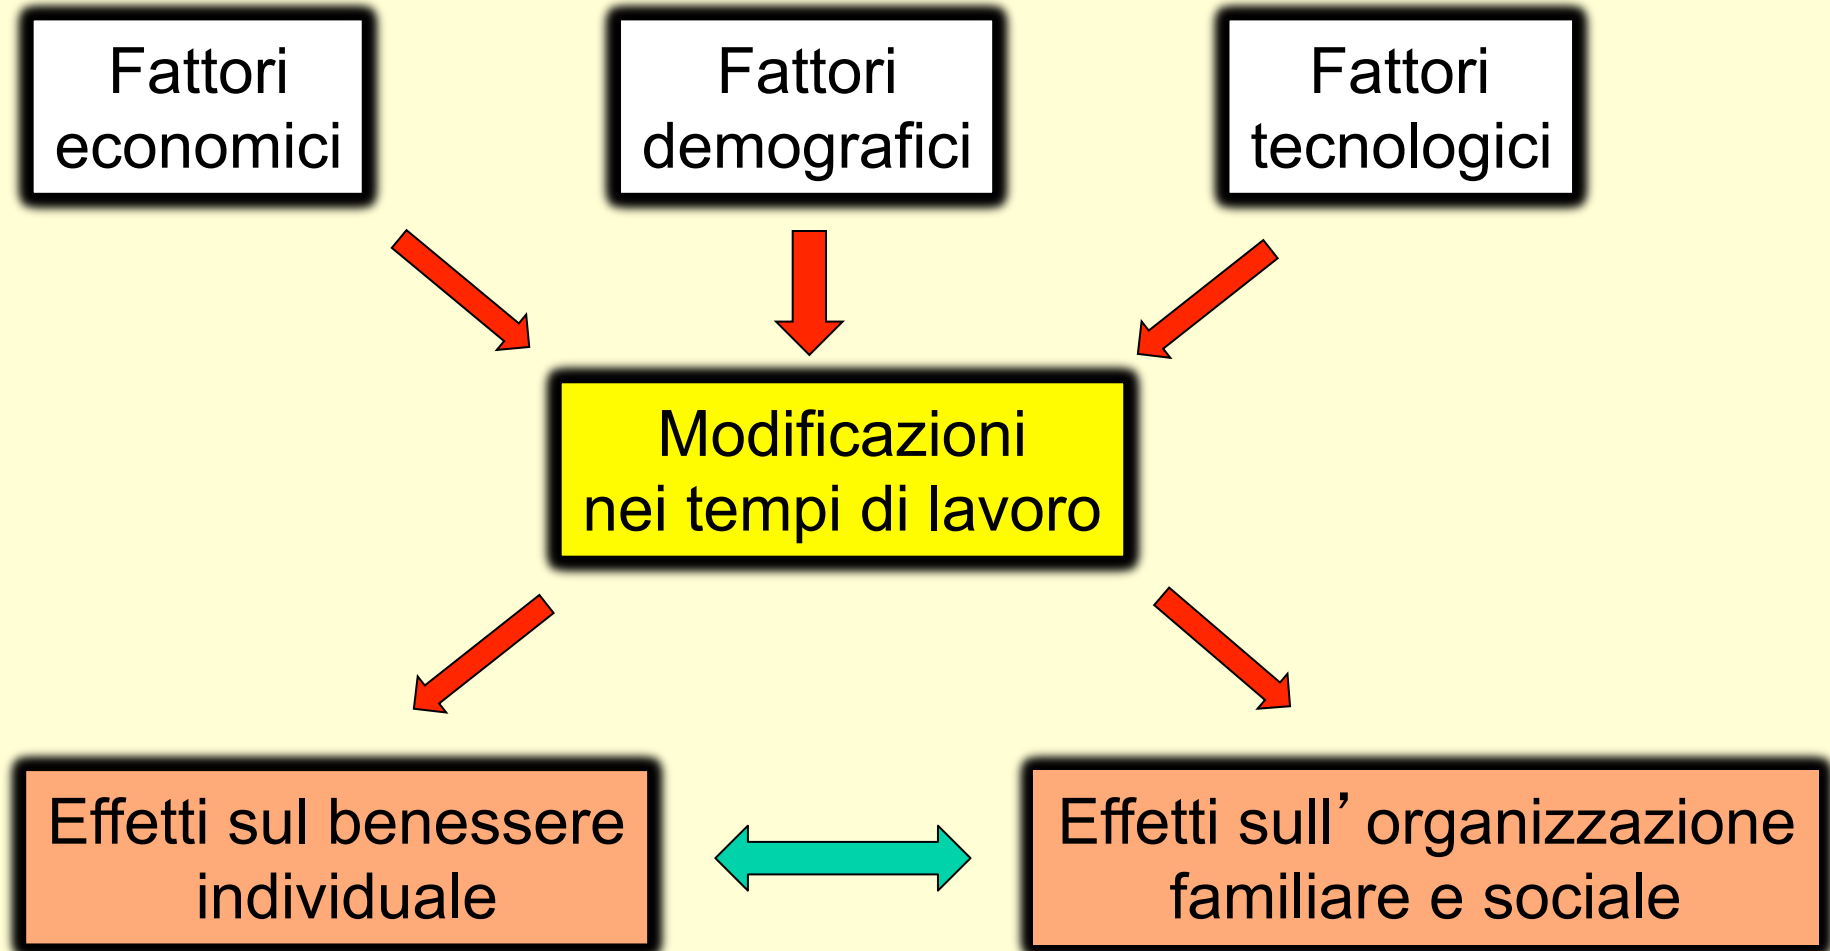 Fattori
economici
Fattori
demografici
Fattori
tecnologici
Modificazioni
nei tempi di lavoro
Effetti sul benessere
individuale
Effetti sull’organizzazione
familiare e sociale